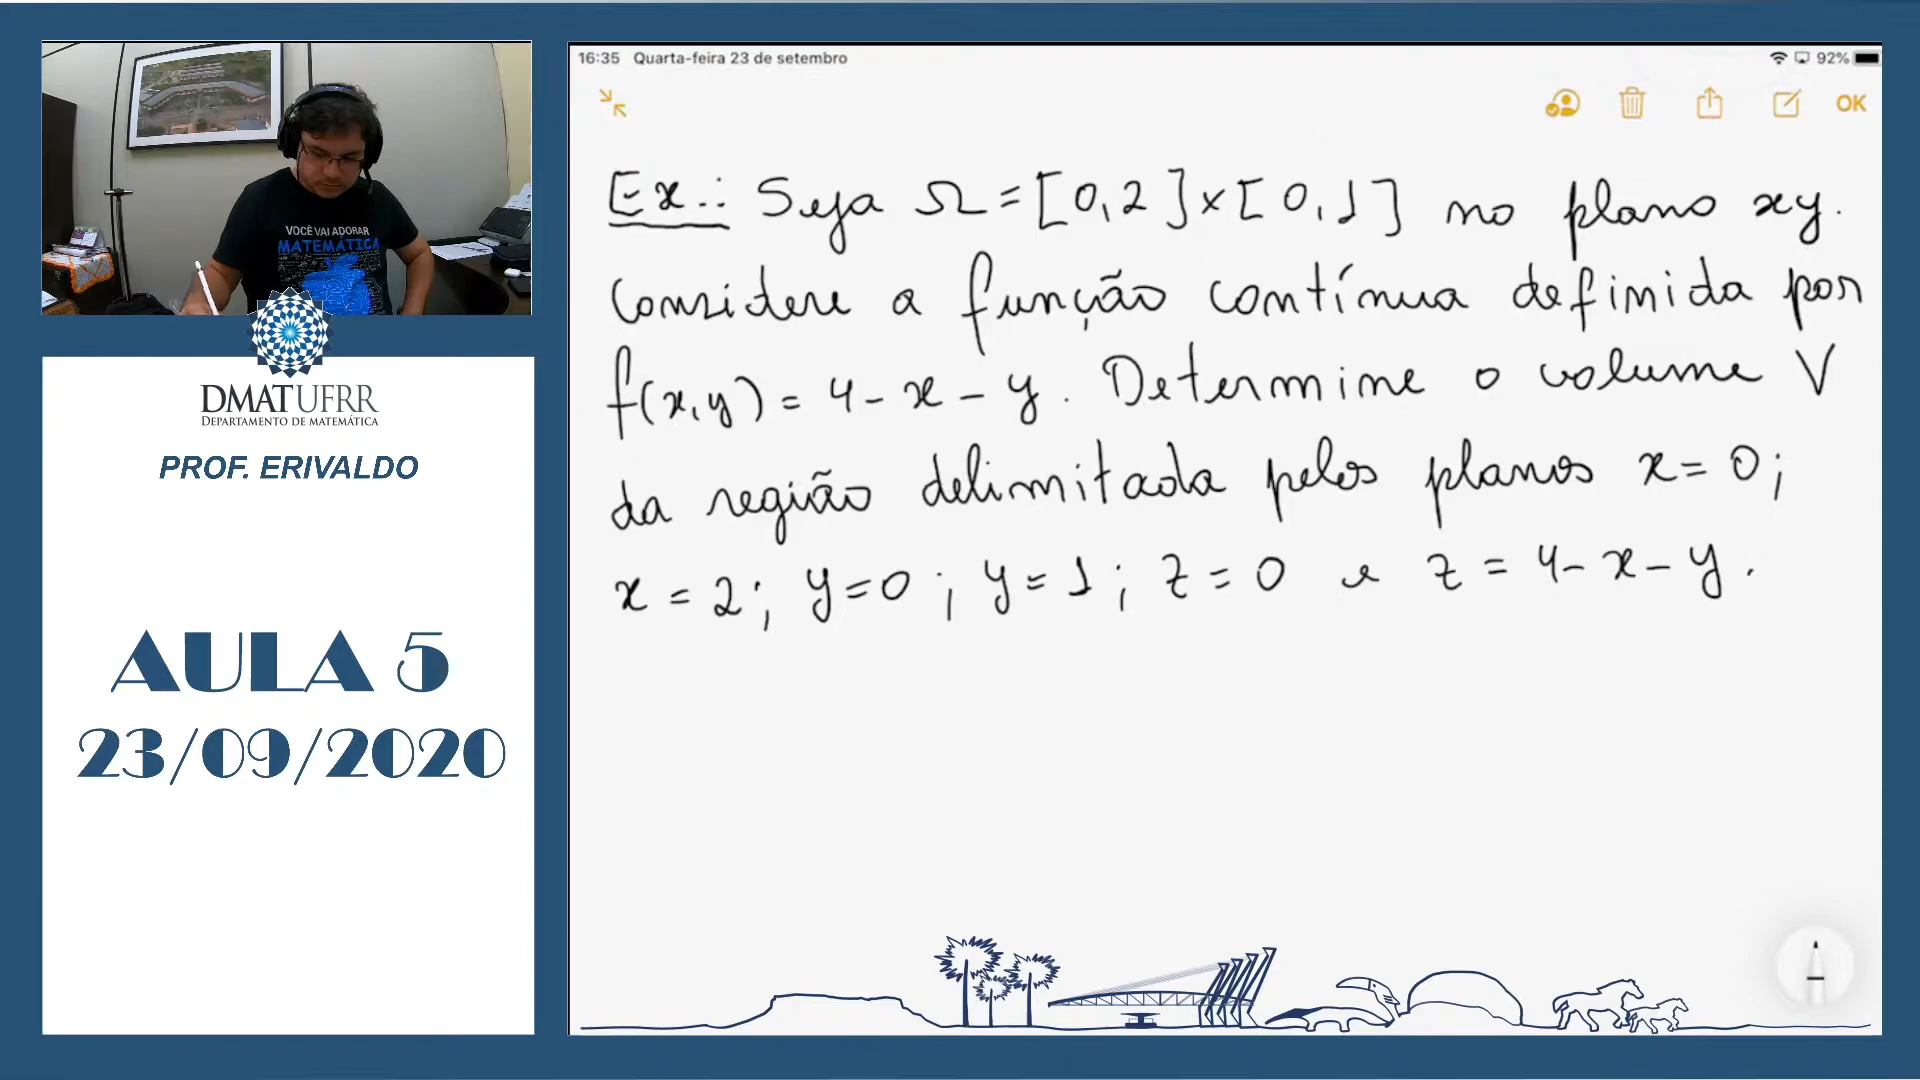 16:35 Quarta-feira 23 de setembro
92%
OK
VOCÊ VAI ADORAR
MATEMÁTICA
DMATUFRR
DEPARTAMENTO DE MATEMÁTICA
PROF. ERIVALDO
AULA 5
23/09/2020
Ex.: Seja Ω = [0,2] × [0,1] no plano xy.
Considere a função contínua definida por
f(x,y) = 4 - x - y. Determine o volume V
da região delimitada pelos planos x = 0;
x = 2; y = 0; y = 1; z = 0 e z = 4 - x - y.